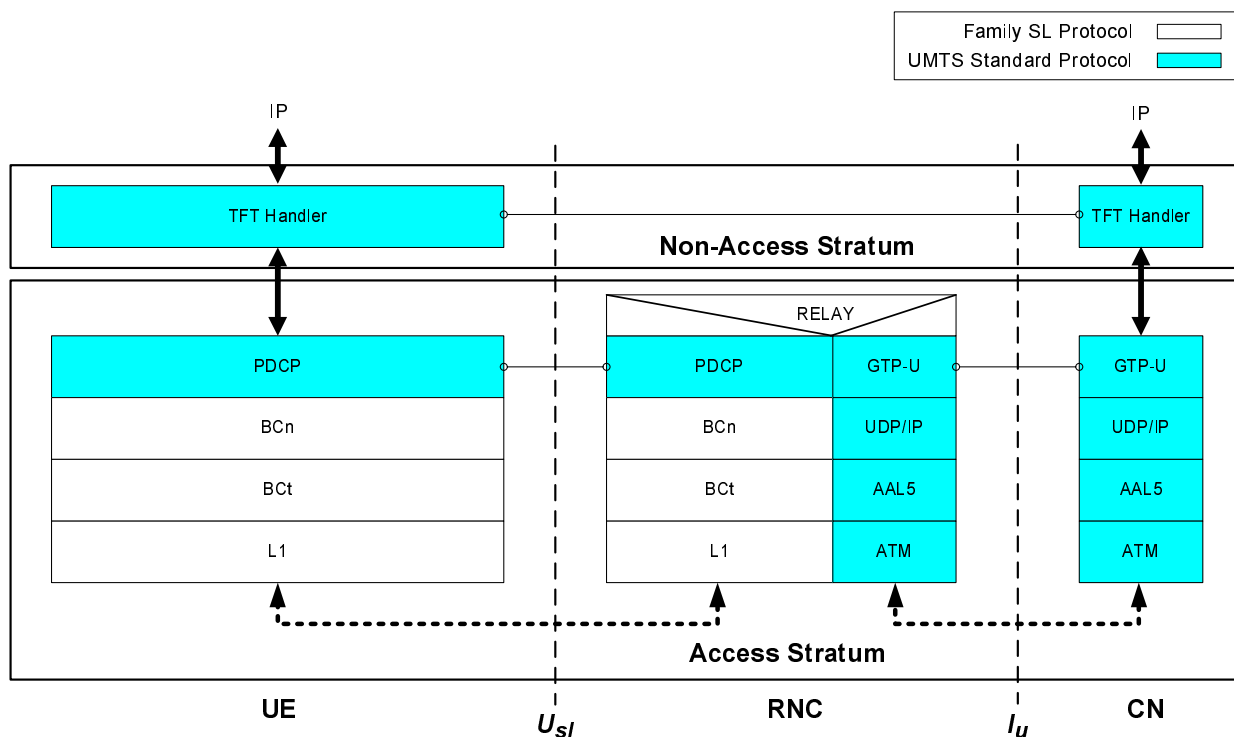 Family SL Protocol
UMTS Standard Protocol
IP
IP
TFT Handler
TFT Handler
Non-Access Stratum
RELAY
PDCP
PDCP
GTP-U
GTP-U
BCn
BCn
UDP/IP
UDP/IP
BCt
BCt
AAL5
AAL5
L1
L1
ATM
ATM
Access Stratum
UE
Usl
RNC
Iu
CN